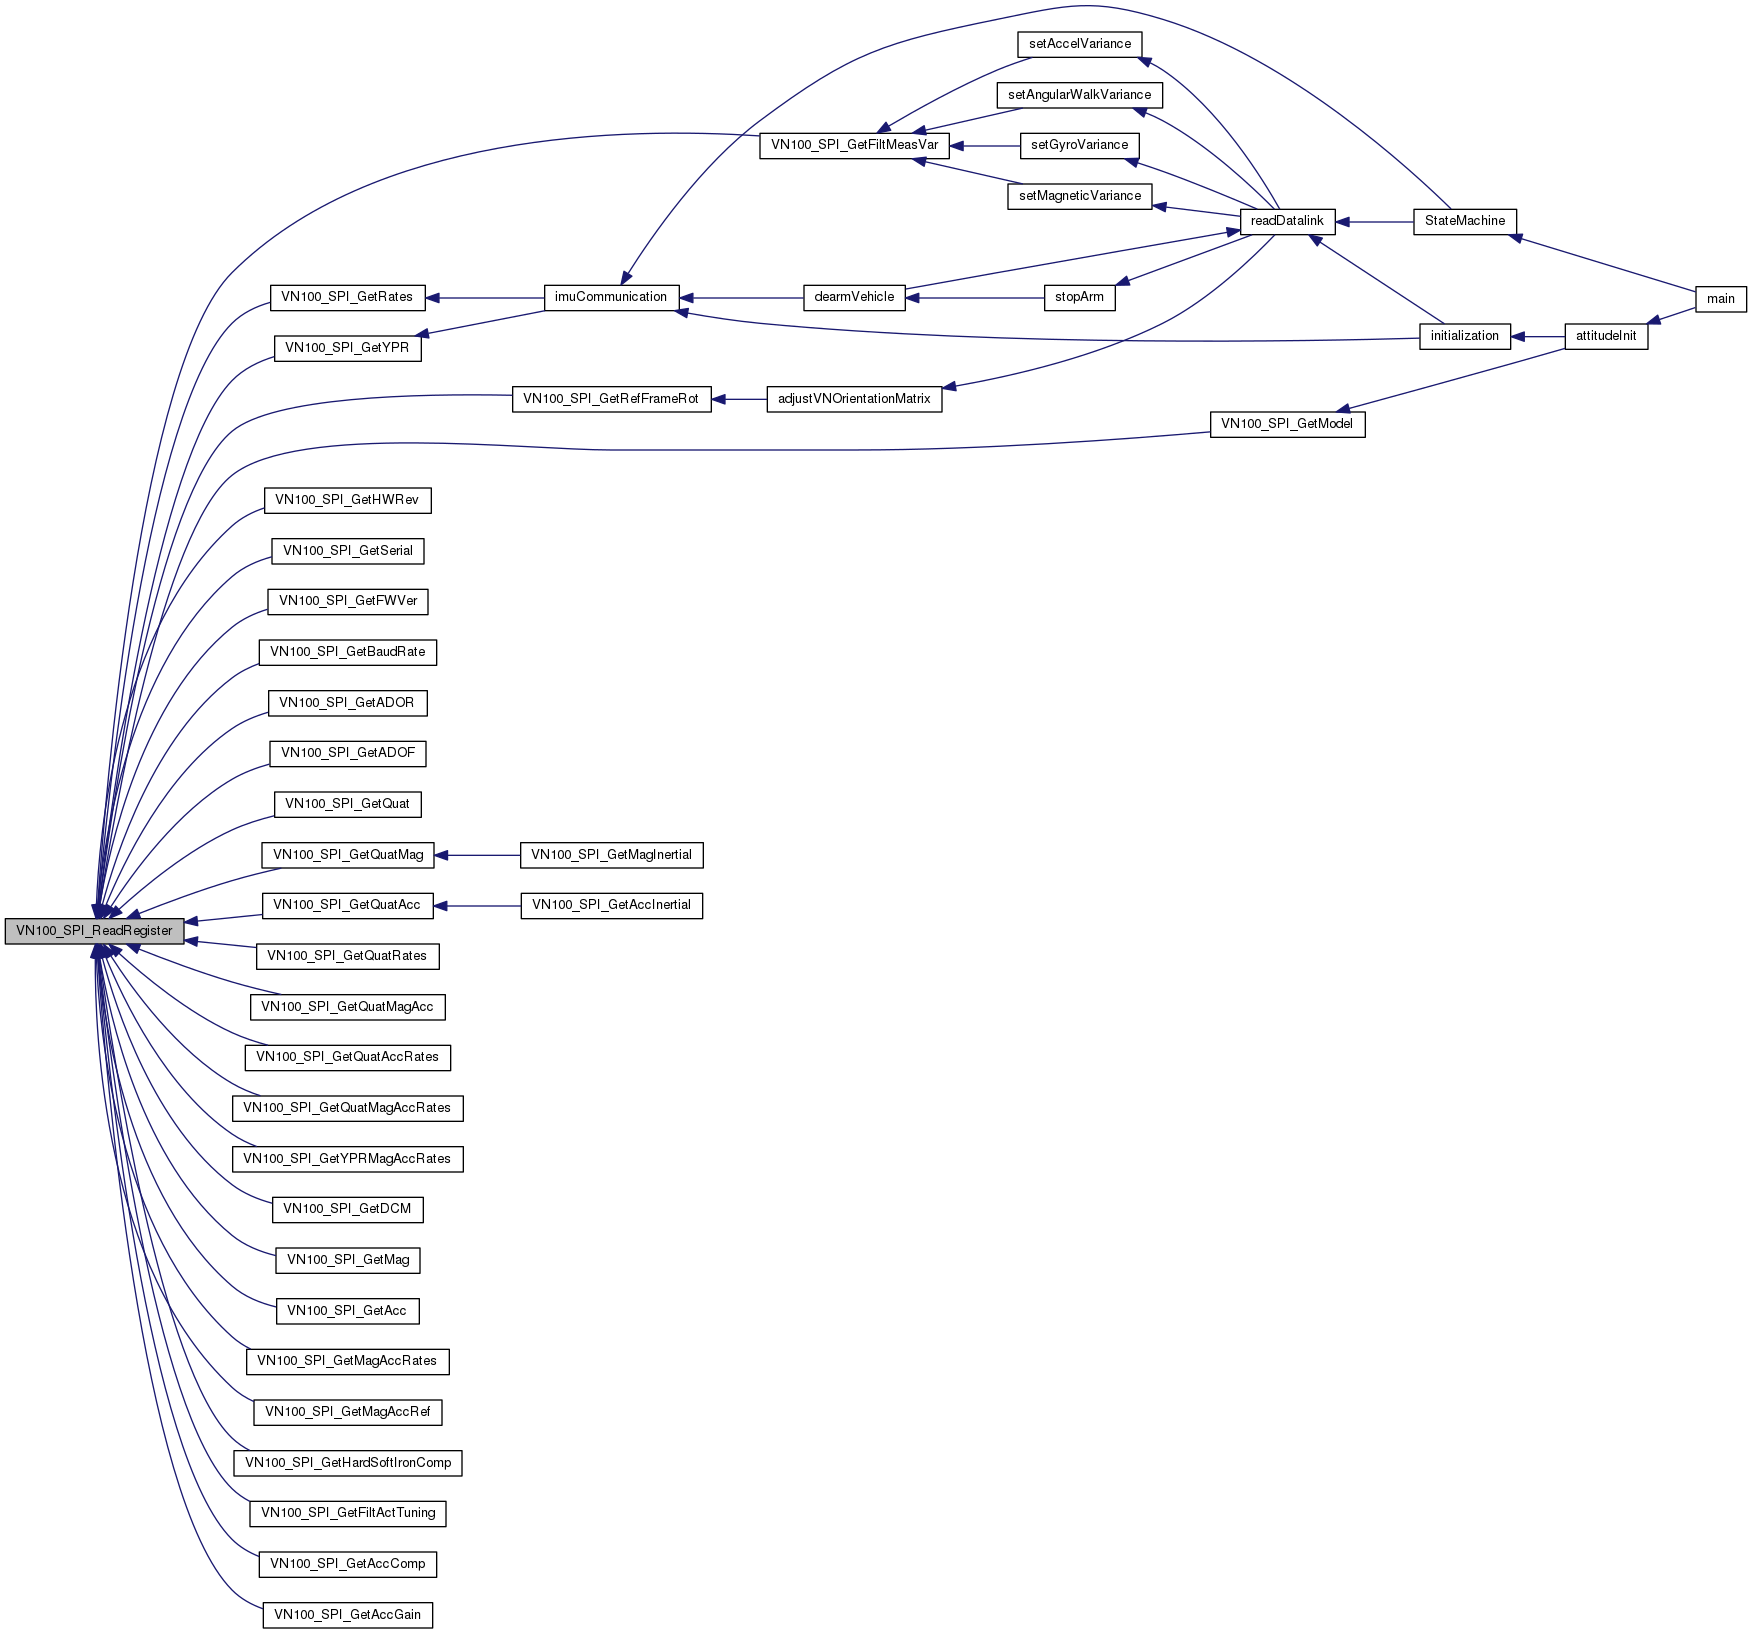 setAccelVariance
setAngularWalkVariance
VN100_SPI_GetFiltMeasVar
setGyroVariance
setMagneticVariance
readDatalink
StateMachine
VN100_SPI_GetRates
imuCommunication
dearmVehicle
stopArm
main
VN100_SPI_GetYPR
initialization
attitudeInit
VN100_SPI_GetRefFrameRot
adjustVNOrientationMatrix
VN100_SPI_GetModel
VN100_SPI_GetHWRev
VN100_SPI_GetSerial
VN100_SPI_GetFWVer
VN100_SPI_GetBaudRate
VN100_SPI_GetADOR
VN100_SPI_GetADOF
VN100_SPI_GetQuat
VN100_SPI_GetQuatMag
VN100_SPI_GetMagInertial
VN100_SPI_GetQuatAcc
VN100_SPI_GetAccInertial
VN100_SPI_ReadRegister
VN100_SPI_GetQuatRates
VN100_SPI_GetQuatMagAcc
VN100_SPI_GetQuatAccRates
VN100_SPI_GetQuatMagAccRates
VN100_SPI_GetYPRMagAccRates
VN100_SPI_GetDCM
VN100_SPI_GetMag
VN100_SPI_GetAcc
VN100_SPI_GetMagAccRates
VN100_SPI_GetMagAccRef
VN100_SPI_GetHardSoftIronComp
VN100_SPI_GetFiltActTuning
VN100_SPI_GetAccComp
VN100_SPI_GetAccGain